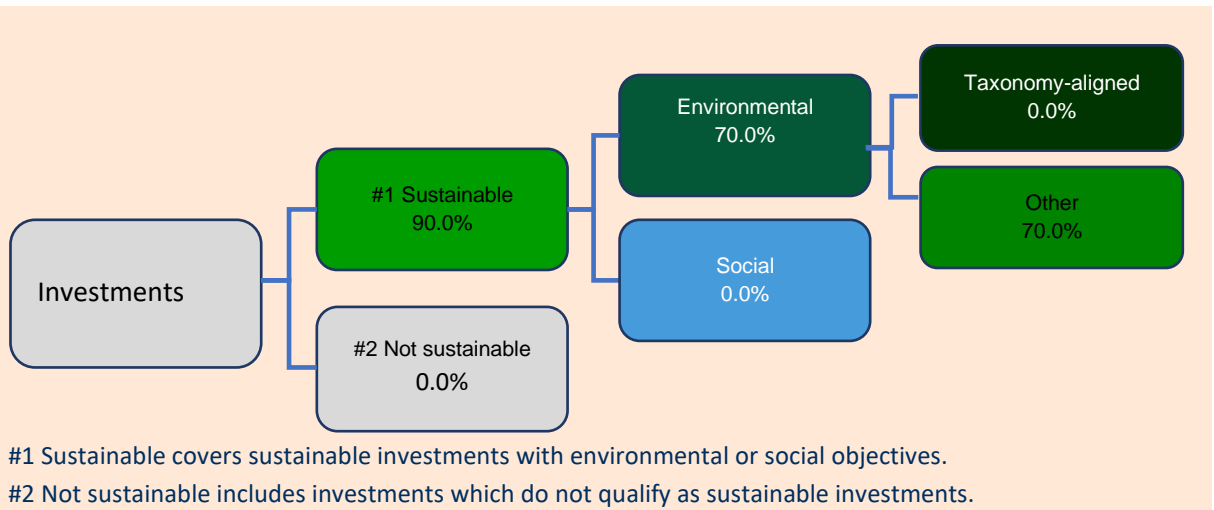 Investments
#1 Sustainable
90.0%
#2 Not sustainable
0.0%
Environmental
70.0%
Social
0.0%
Taxonomy-aligned
0.0%
Other
70.0%
#1 Sustainable covers sustainable investments with environmental or social objectives.
#2 Not sustainable includes investments which do not qualify as sustainable investments.